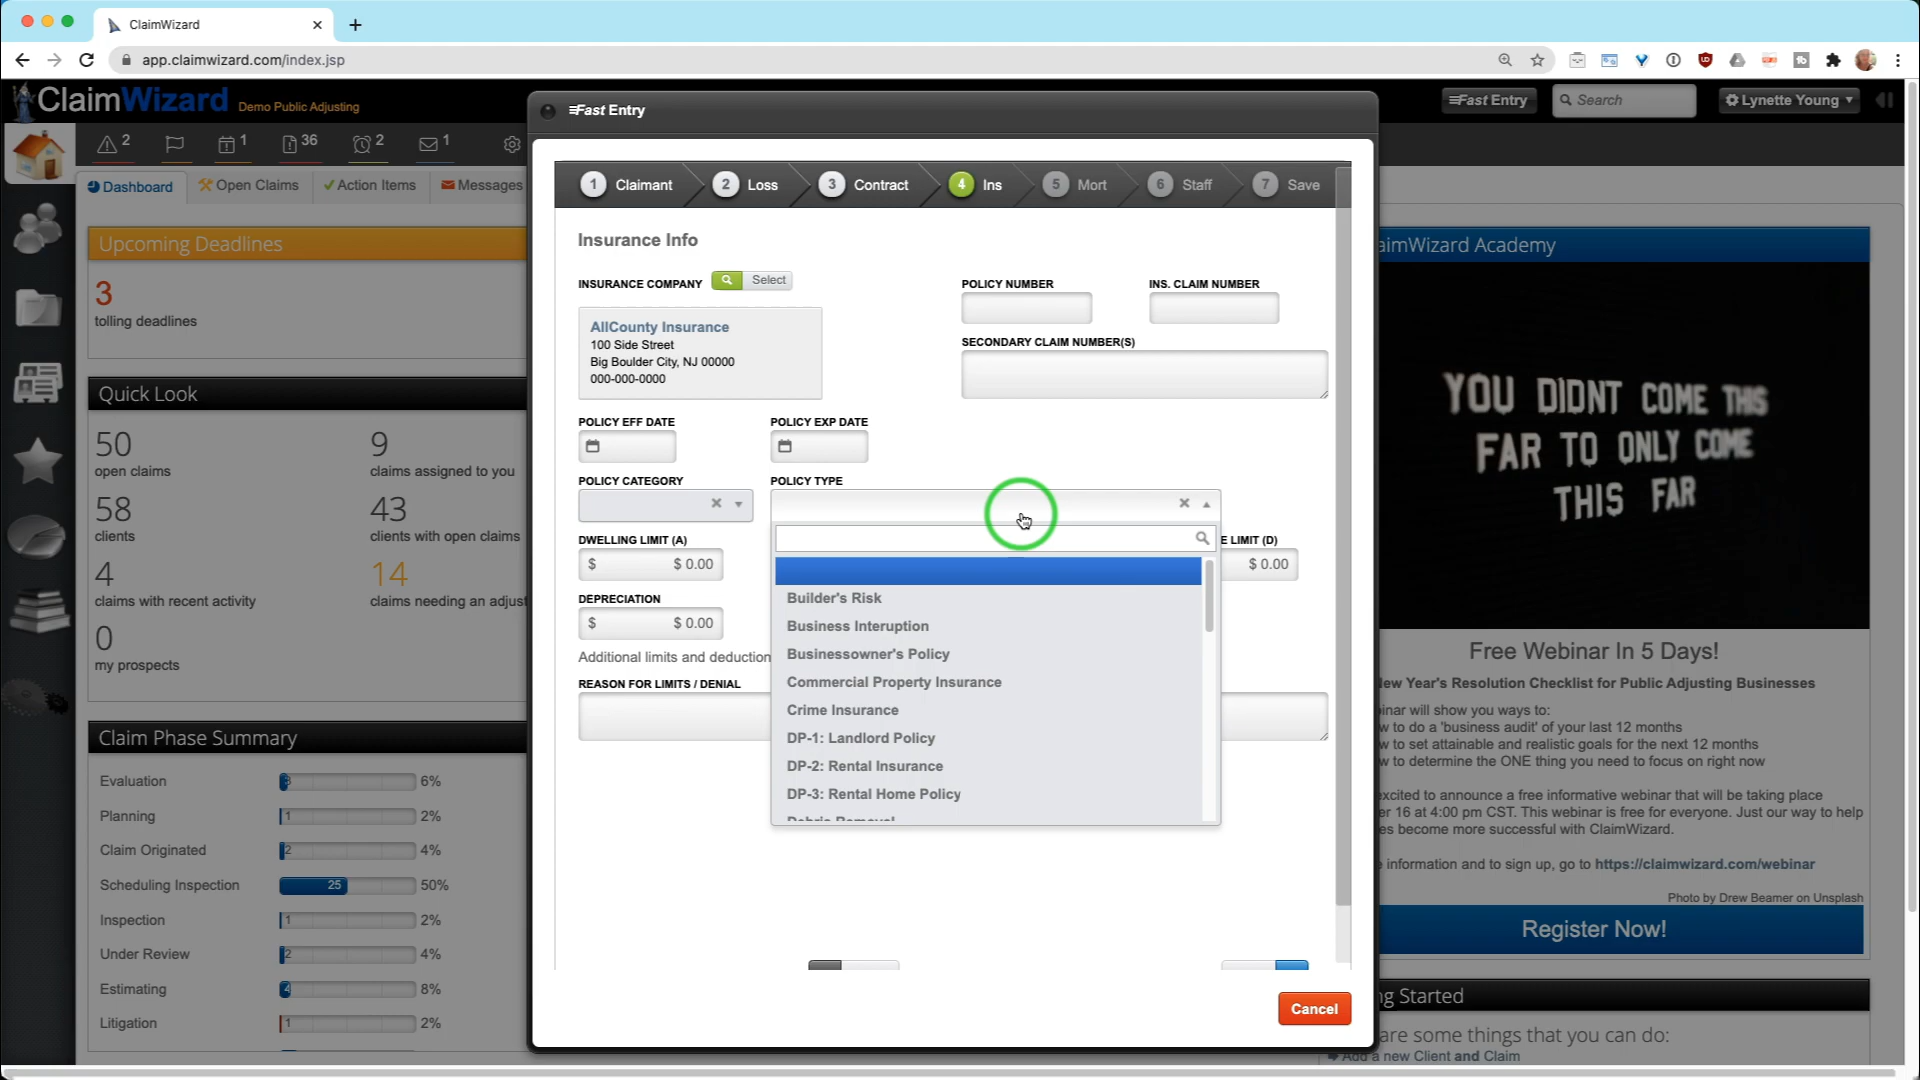 ClaimWizard
app.claimwizard.com/index.jsp
ClaimWizard Demo Public Adjusting
Fast Entry
Fast Entry
Search
Lynette Young
2
1
36
2
1
Dashboard
Open Claims
Action Items
Messages
1 Claimant
2 Loss
3 Contract
4 Ins
5 Mort
6 Staff
7 Save
Upcoming Deadlines
3
tolling deadlines
Quick Look
50
open claims
9
claims assigned to you
58
clients
43
clients with open claims
4
claims with recent activity
14
claims needing an adjust
0
my prospects
Claim Phase Summary
Evaluation 6%
Planning 1 2%
Claim Originated 2 4%
Scheduling Inspection 25 50%
Inspection 1 2%
Under Review 2 4%
Estimating 4 8%
Litigation 1 2%
Insurance Info
INSURANCE COMPANY Select
AllCounty Insurance
100 Side Street
Big Boulder City, NJ 00000
000-000-0000
POLICY NUMBER
INS. CLAIM NUMBER
SECONDARY CLAIM NUMBER(S)
POLICY EFF DATE
POLICY EXP DATE
POLICY CATEGORY
POLICY TYPE
DWELLING LIMIT (A)
$ $ 0.00
E LIMIT (D)
$ 0.00
DEPRECIATION
$ $ 0.00
Additional limits and deduction
REASON FOR LIMITS / DENIAL
Builder's Risk
Business Interuption
Businessowner's Policy
Commercial Property Insurance
Crime Insurance
DP-1: Landlord Policy
DP-2: Rental Insurance
DP-3: Rental Home Policy
Debris Removal
Cancel
aimWizard Academy
YOU DIDNT COME THIS
FAR TO ONLY COME
THIS FAR
Free Webinar In 5 Days!
New Year's Resolution Checklist for Public Adjusting Businesses
inar will show you ways to:
w to do a 'business audit' of your last 12 months
w to set attainable and realistic goals for the next 12 months
w to determine the ONE thing you need to focus on right now
excited to announce a free informative webinar that will be taking place
er 16 at 4:00 pm CST. This webinar is free for everyone. Just our way to help
es become more successful with ClaimWizard.
e information and to sign up, go to https://claimwizard.com/webinar
Photo by Drew Beamer on Unsplash
Register Now!
ng Started
are some things that you can do:
Add a new Client and Claim